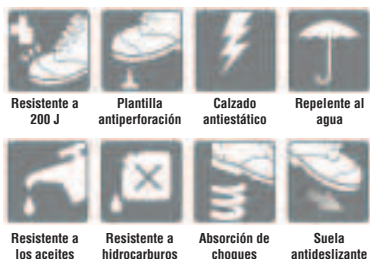 Resistente a
200 J
Plantilla
antiperforación
Calzado
antiestático
Repelente al
agua
Resistente a
los aceites
Resistente a
hidrocarburos
Absorción de
choques
Suela
antideslizante